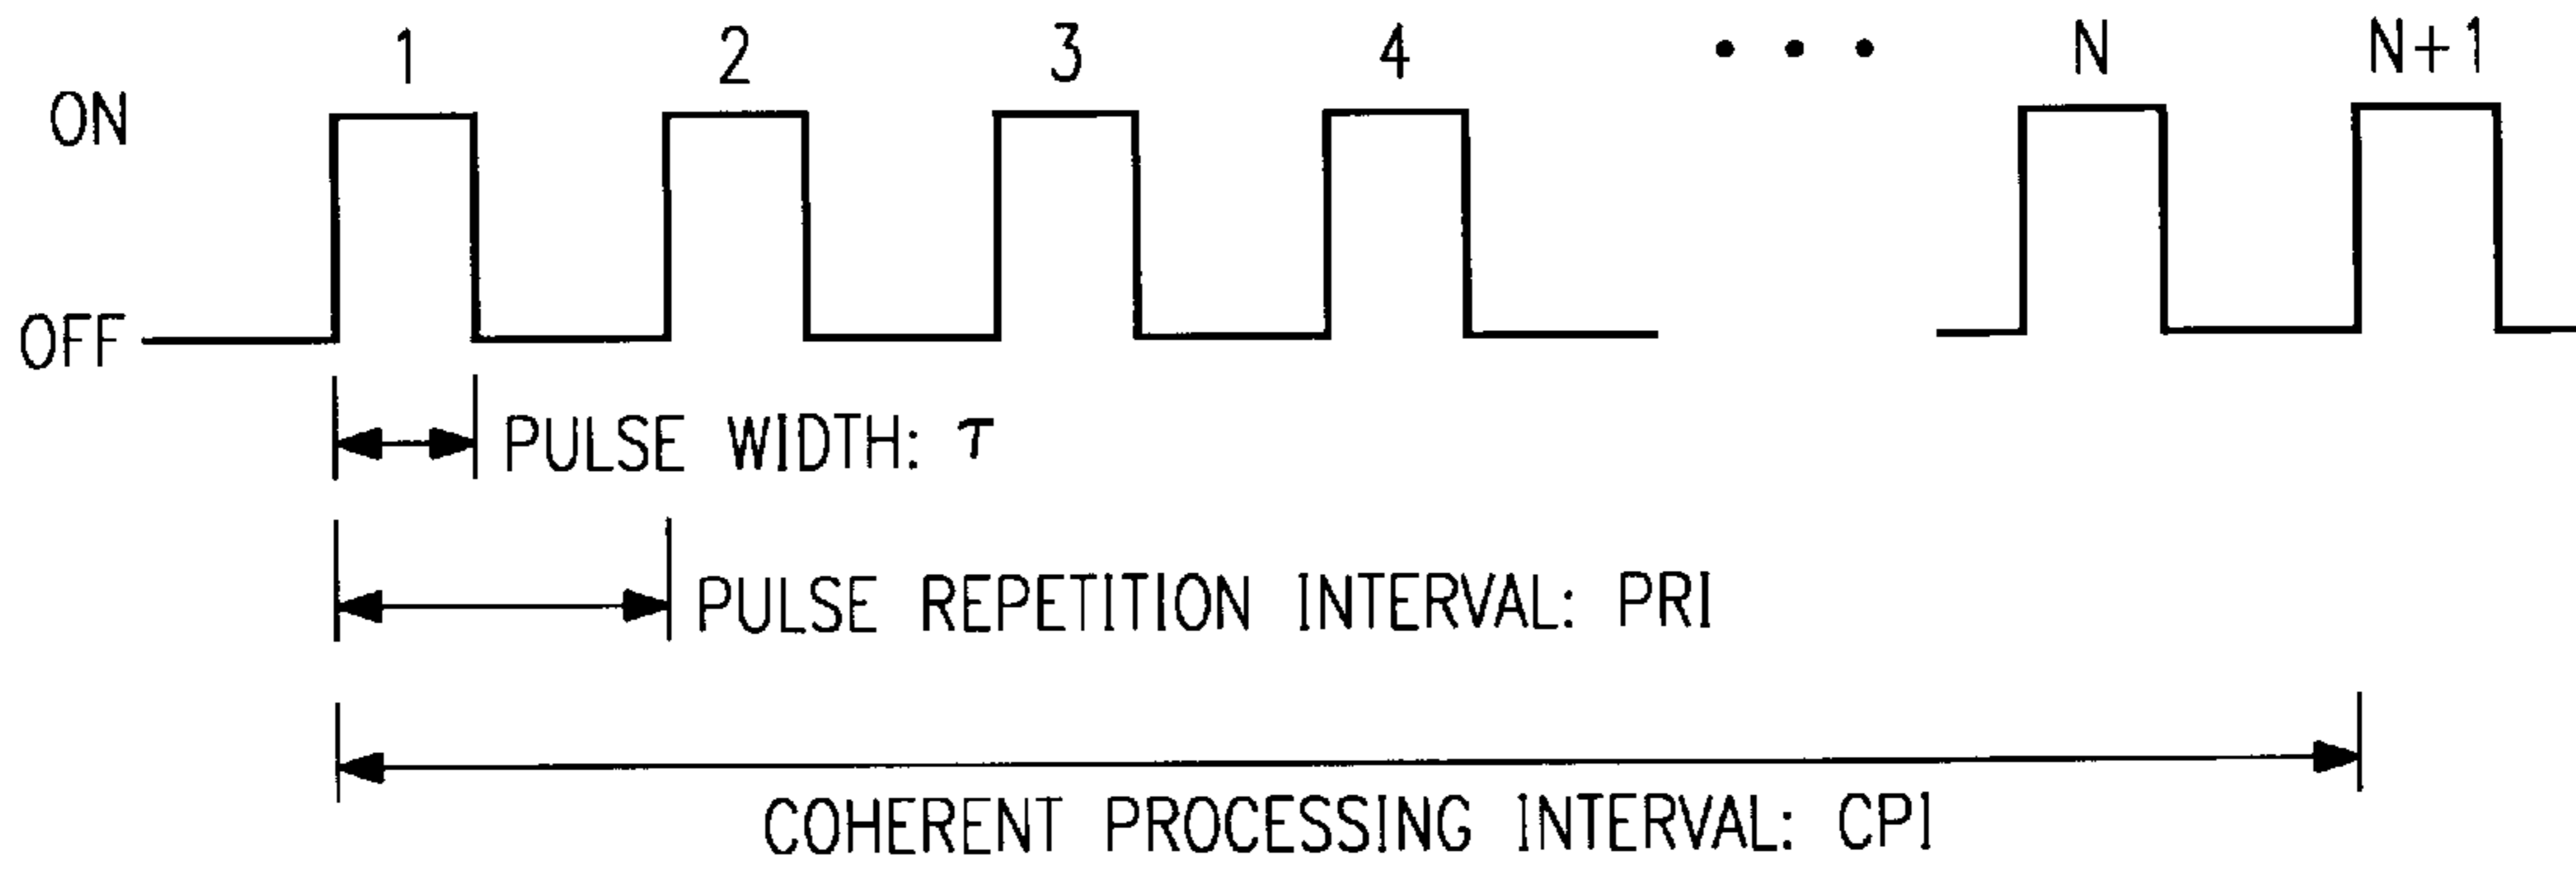 1 2 3 4 • • • N N+1
ON
OFF
PULSE WIDTH: τ
PULSE REPETITION INTERVAL: PRI
COHERENT PROCESSING INTERVAL: CPI